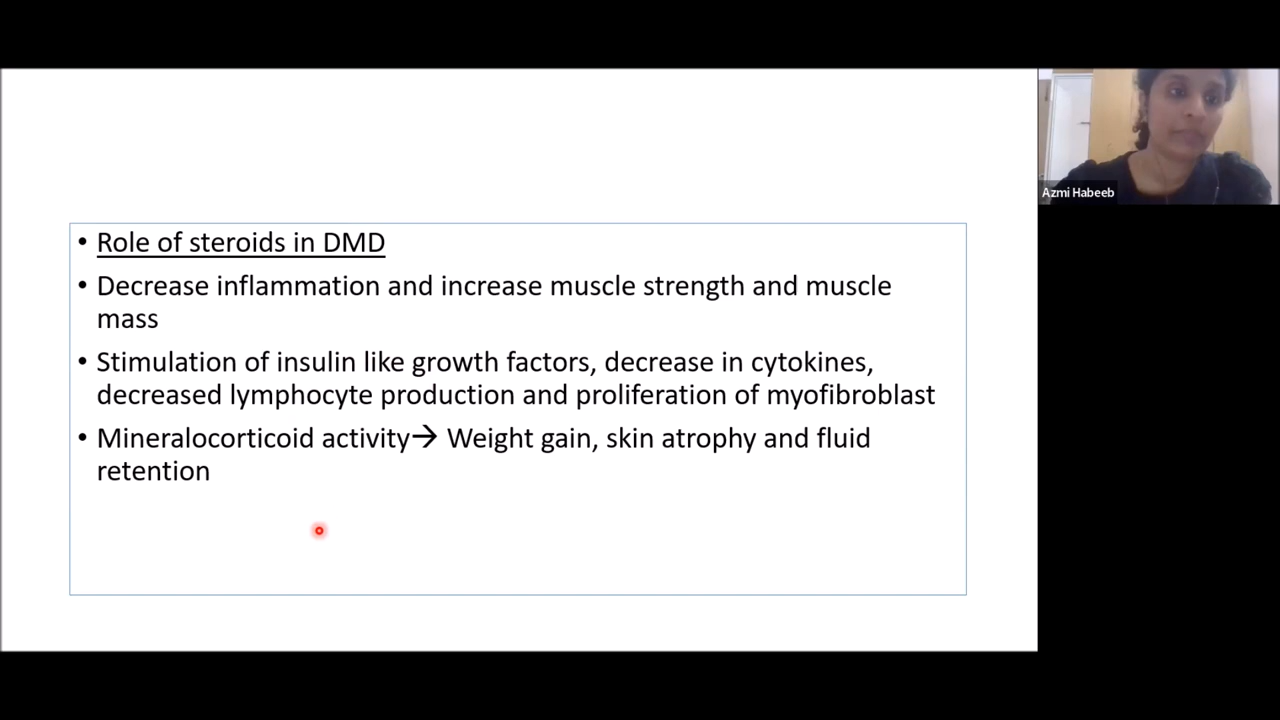 • Role of steroids in DMD
• Decrease inflammation and increase muscle strength and muscle
mass
• Stimulation of insulin like growth factors, decrease in cytokines,
decreased lymphocyte production and proliferation of myofibroblast
• Mineralocorticoid activity→ Weight gain, skin atrophy and fluid
retention
Azmi Habeeb